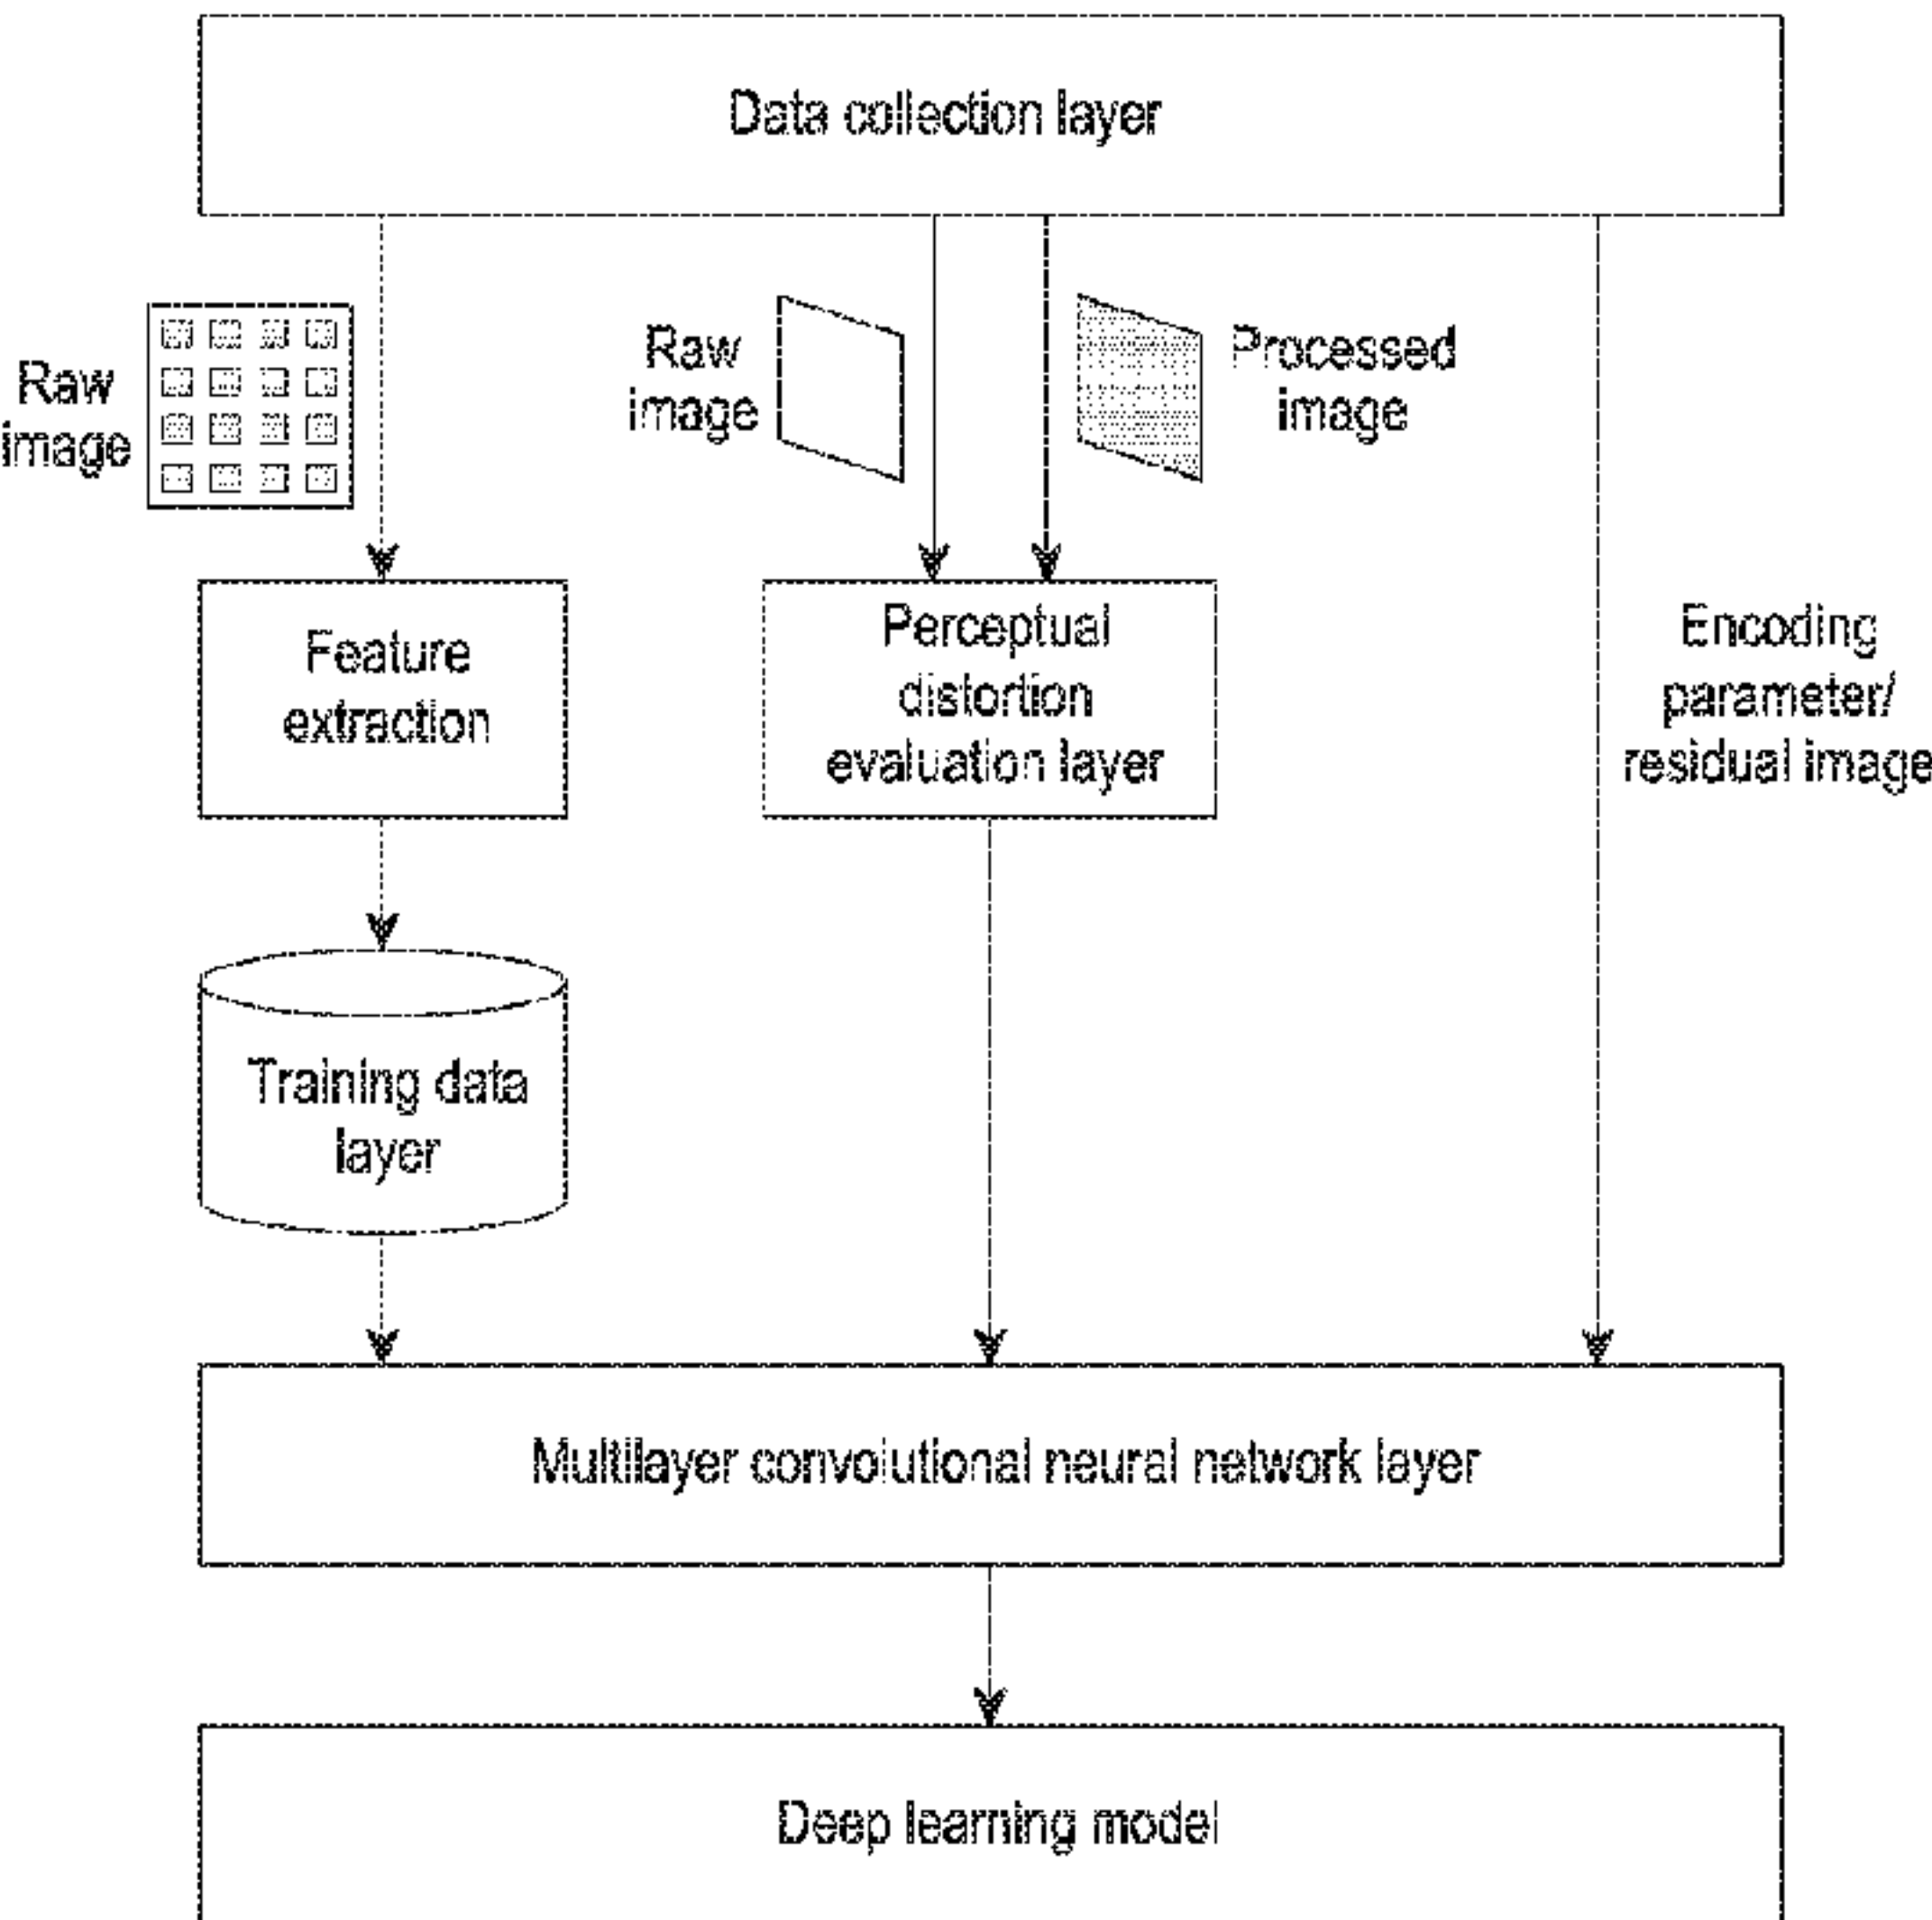 Data collection layer
Raw
image
Raw
image
Processed
image
Feature
extraction
Perceptual
distortion
evaluation layer
Encoding
parameter/
residual image
Training data
layer
Multilayer convolutional neural network layer
Deep learning model